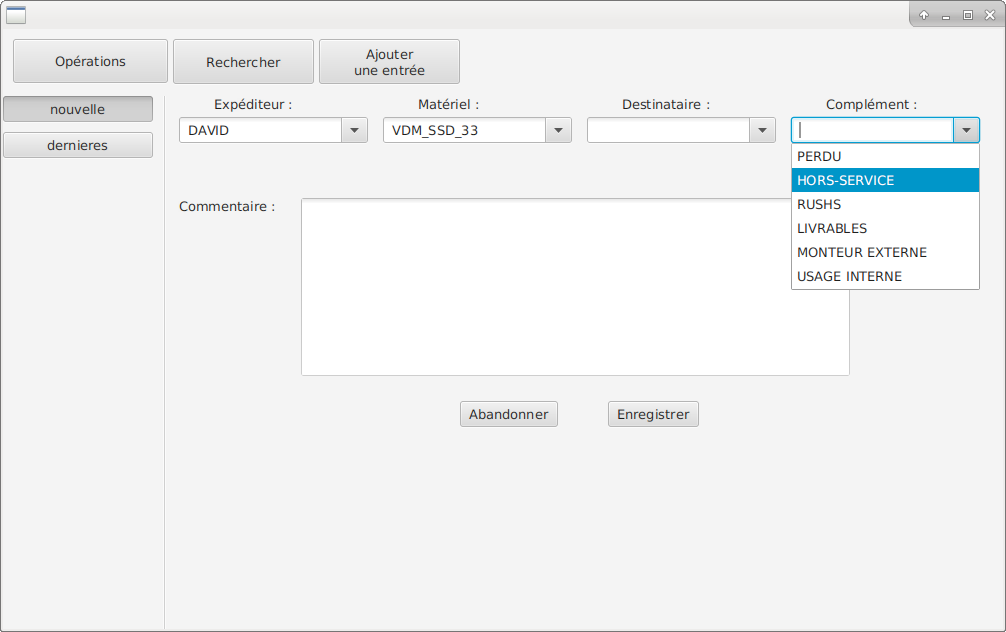 Opérations
Rechercher
Ajouter
une entrée
nouvelle
dernieres
Expéditeur :
Matériel :
Destinataire :
Complément :
DAVID
VDM_SSD_33
PERDU
HORS-SERVICE
RUSHS
LIVRABLES
MONTEUR EXTERNE
USAGE INTERNE
Commentaire :
Abandonner
Enregistrer